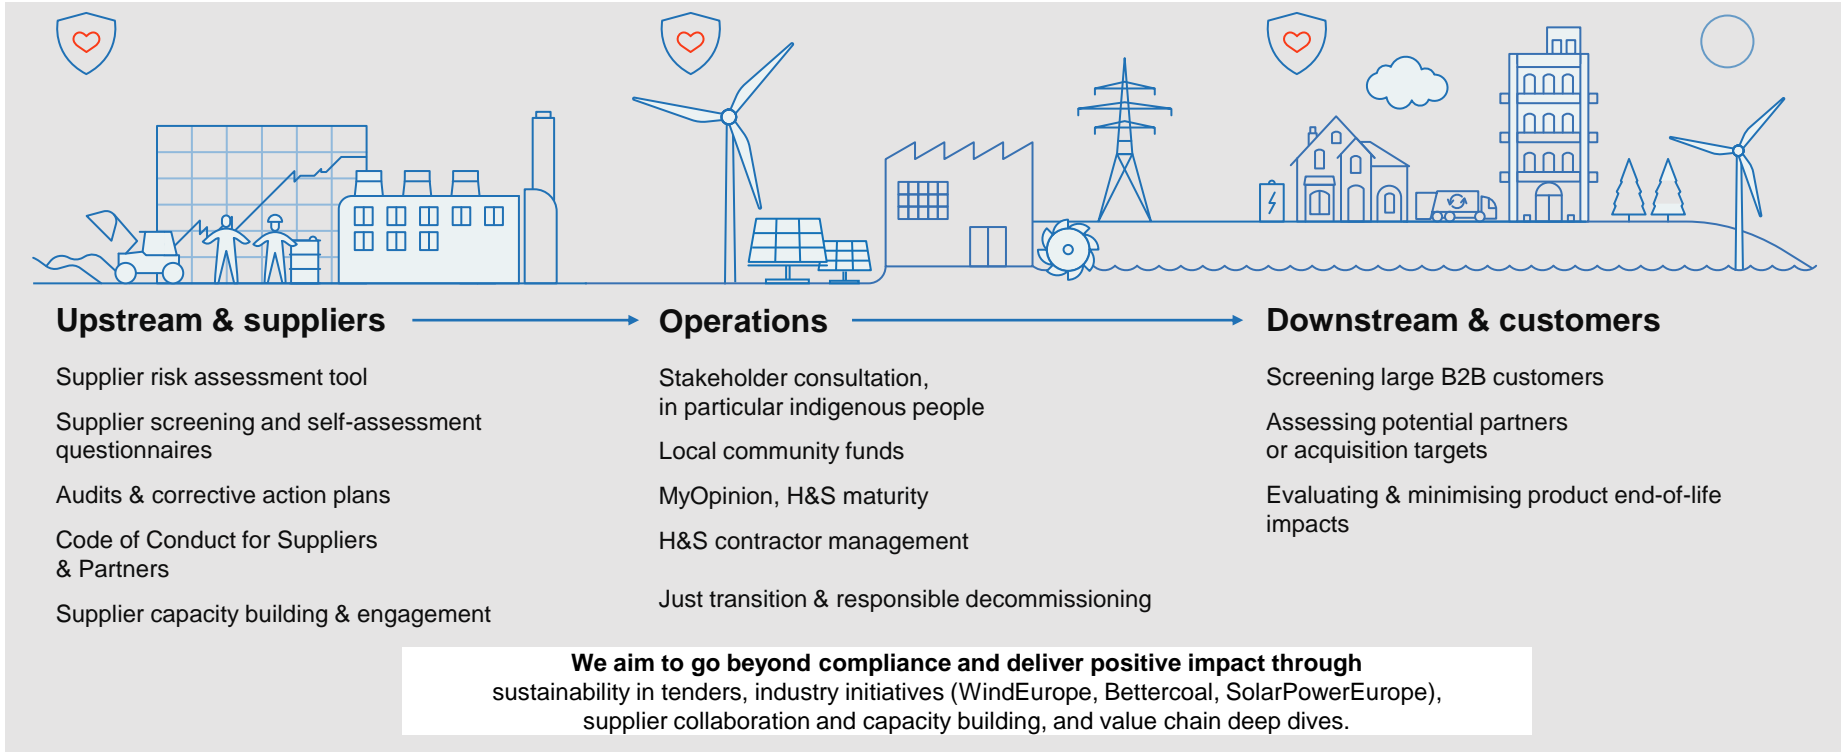 Upstream & suppliers
Supplier risk assessment tool
Supplier screening and self-assessment
questionnaires
Audits & corrective action plans
Code of Conduct for Suppliers
& Partners
Supplier capacity building & engagement
Operations
Stakeholder consultation,
in particular indigenous people
Local community funds
MyOpinion, H&S maturity
H&S contractor management
Just transition & responsible decommissioning
Downstream & customers
Screening large B2B customers
Assessing potential partners
or acquisition targets
Evaluating & minimising product end-of-life
impacts
We aim to go beyond compliance and deliver positive impact through
sustainability in tenders, industry initiatives (WindEurope, Bettercoal, SolarPowerEurope),
supplier collaboration and capacity building, and value chain deep dives.